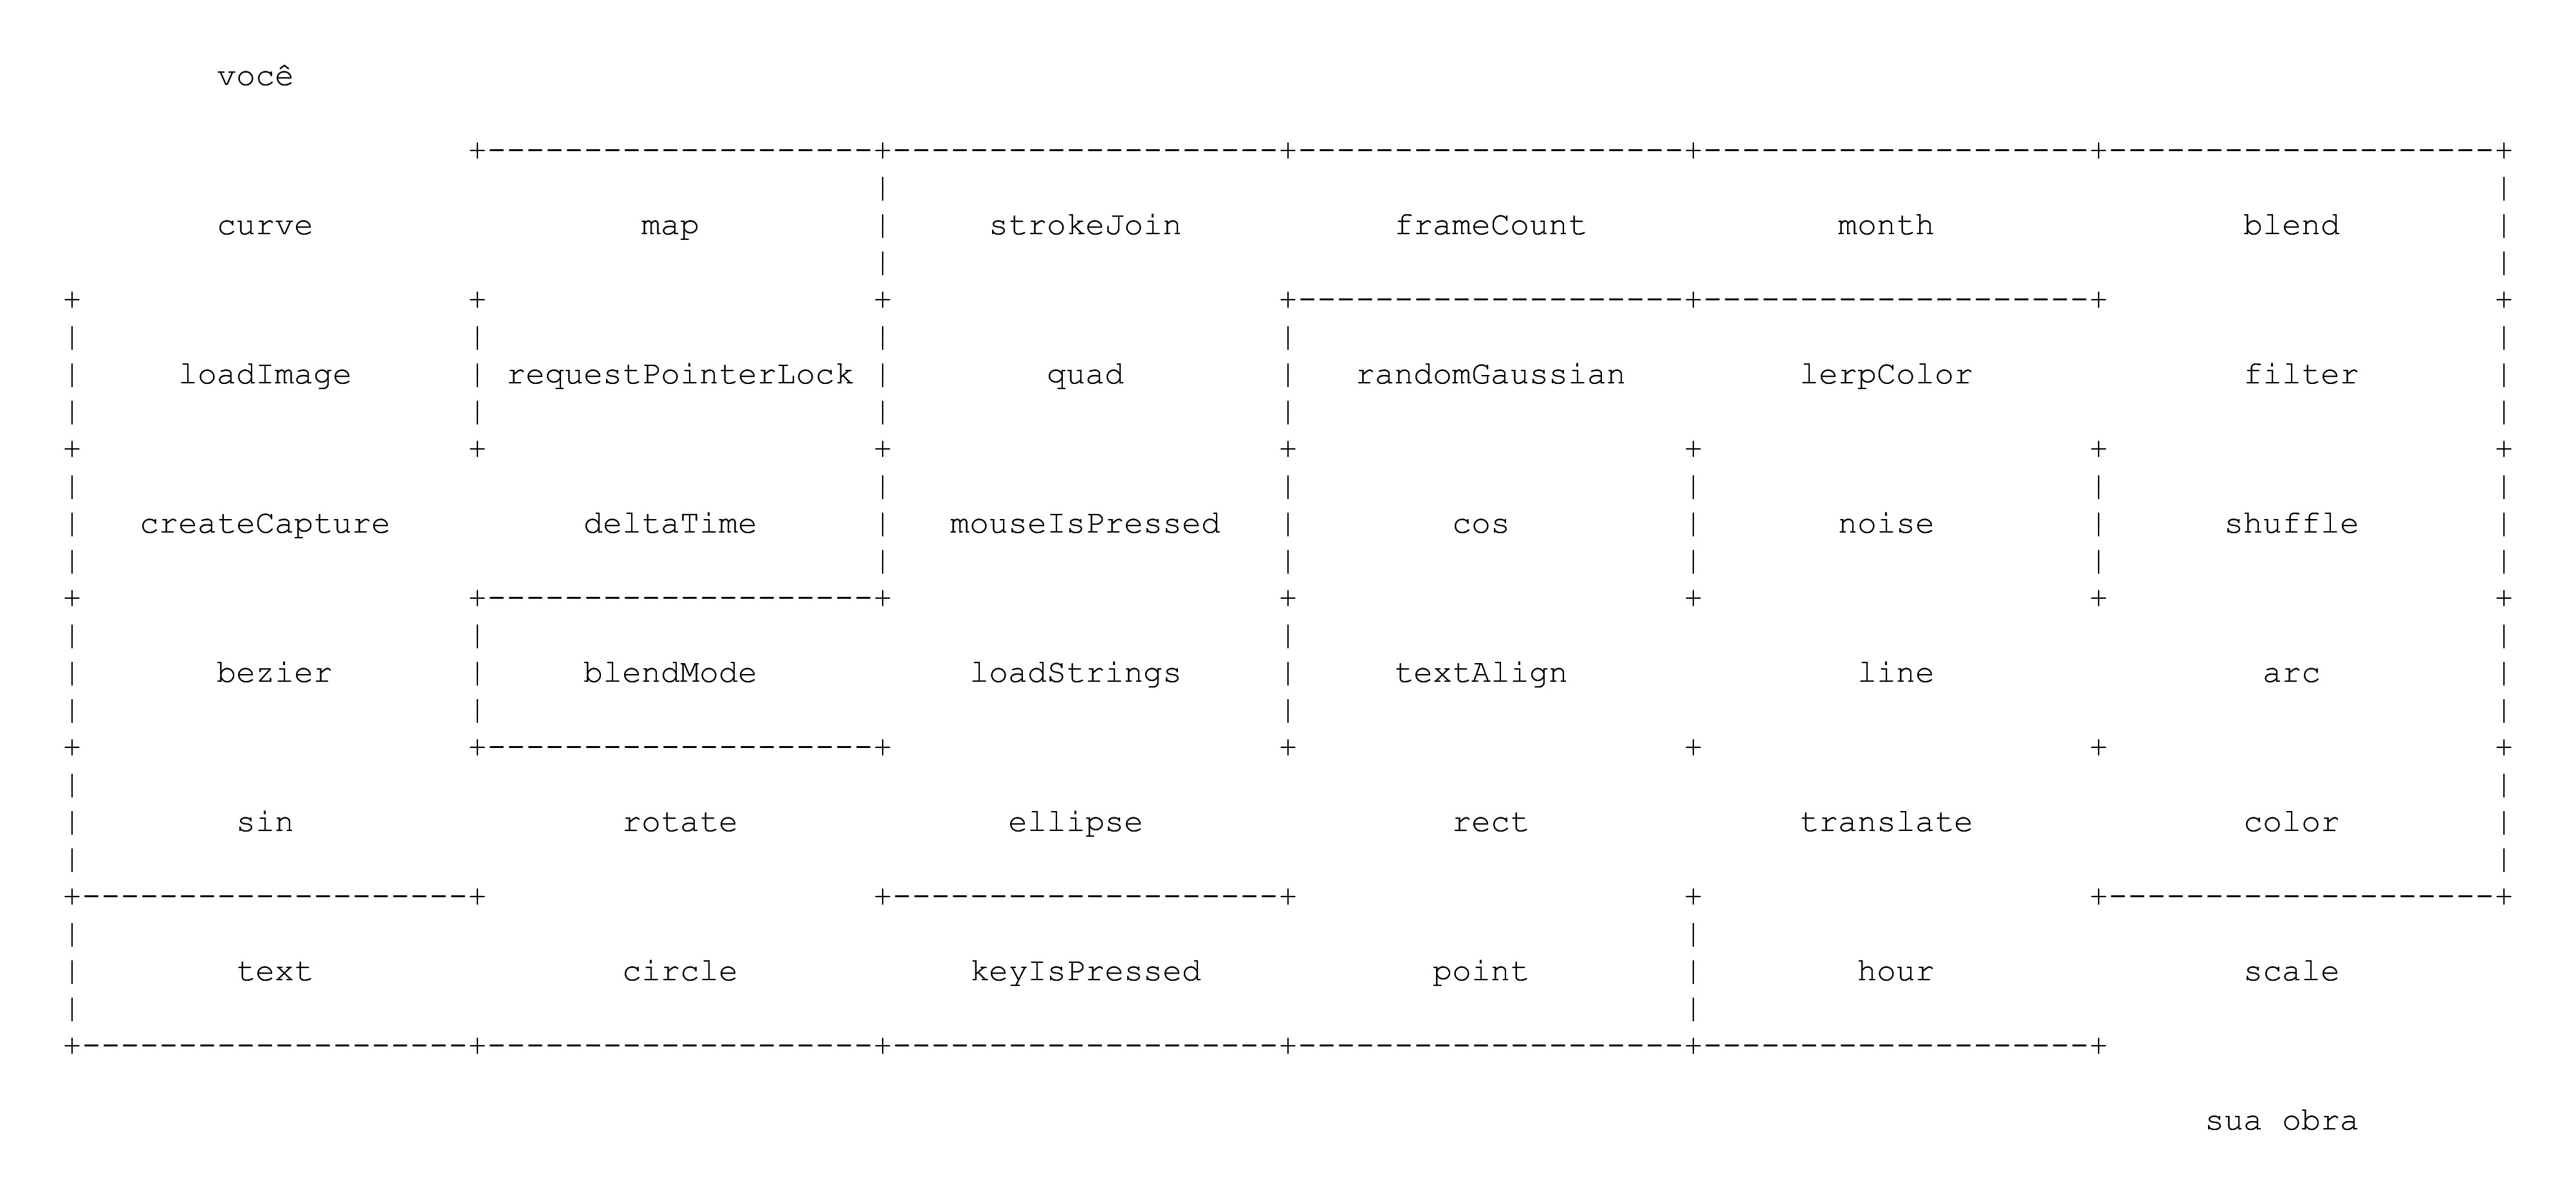 você
curve map strokeJoin frameCount month blend
loadImage requestPointerLock quad randomGaussian lerpColor filter
createCapture deltaTime mouseIsPressed cos noise shuffle
bezier blendMode loadStrings textAlign line arc
sin rotate ellipse rect translate color
text circle keyIsPressed point hour scale
sua obra